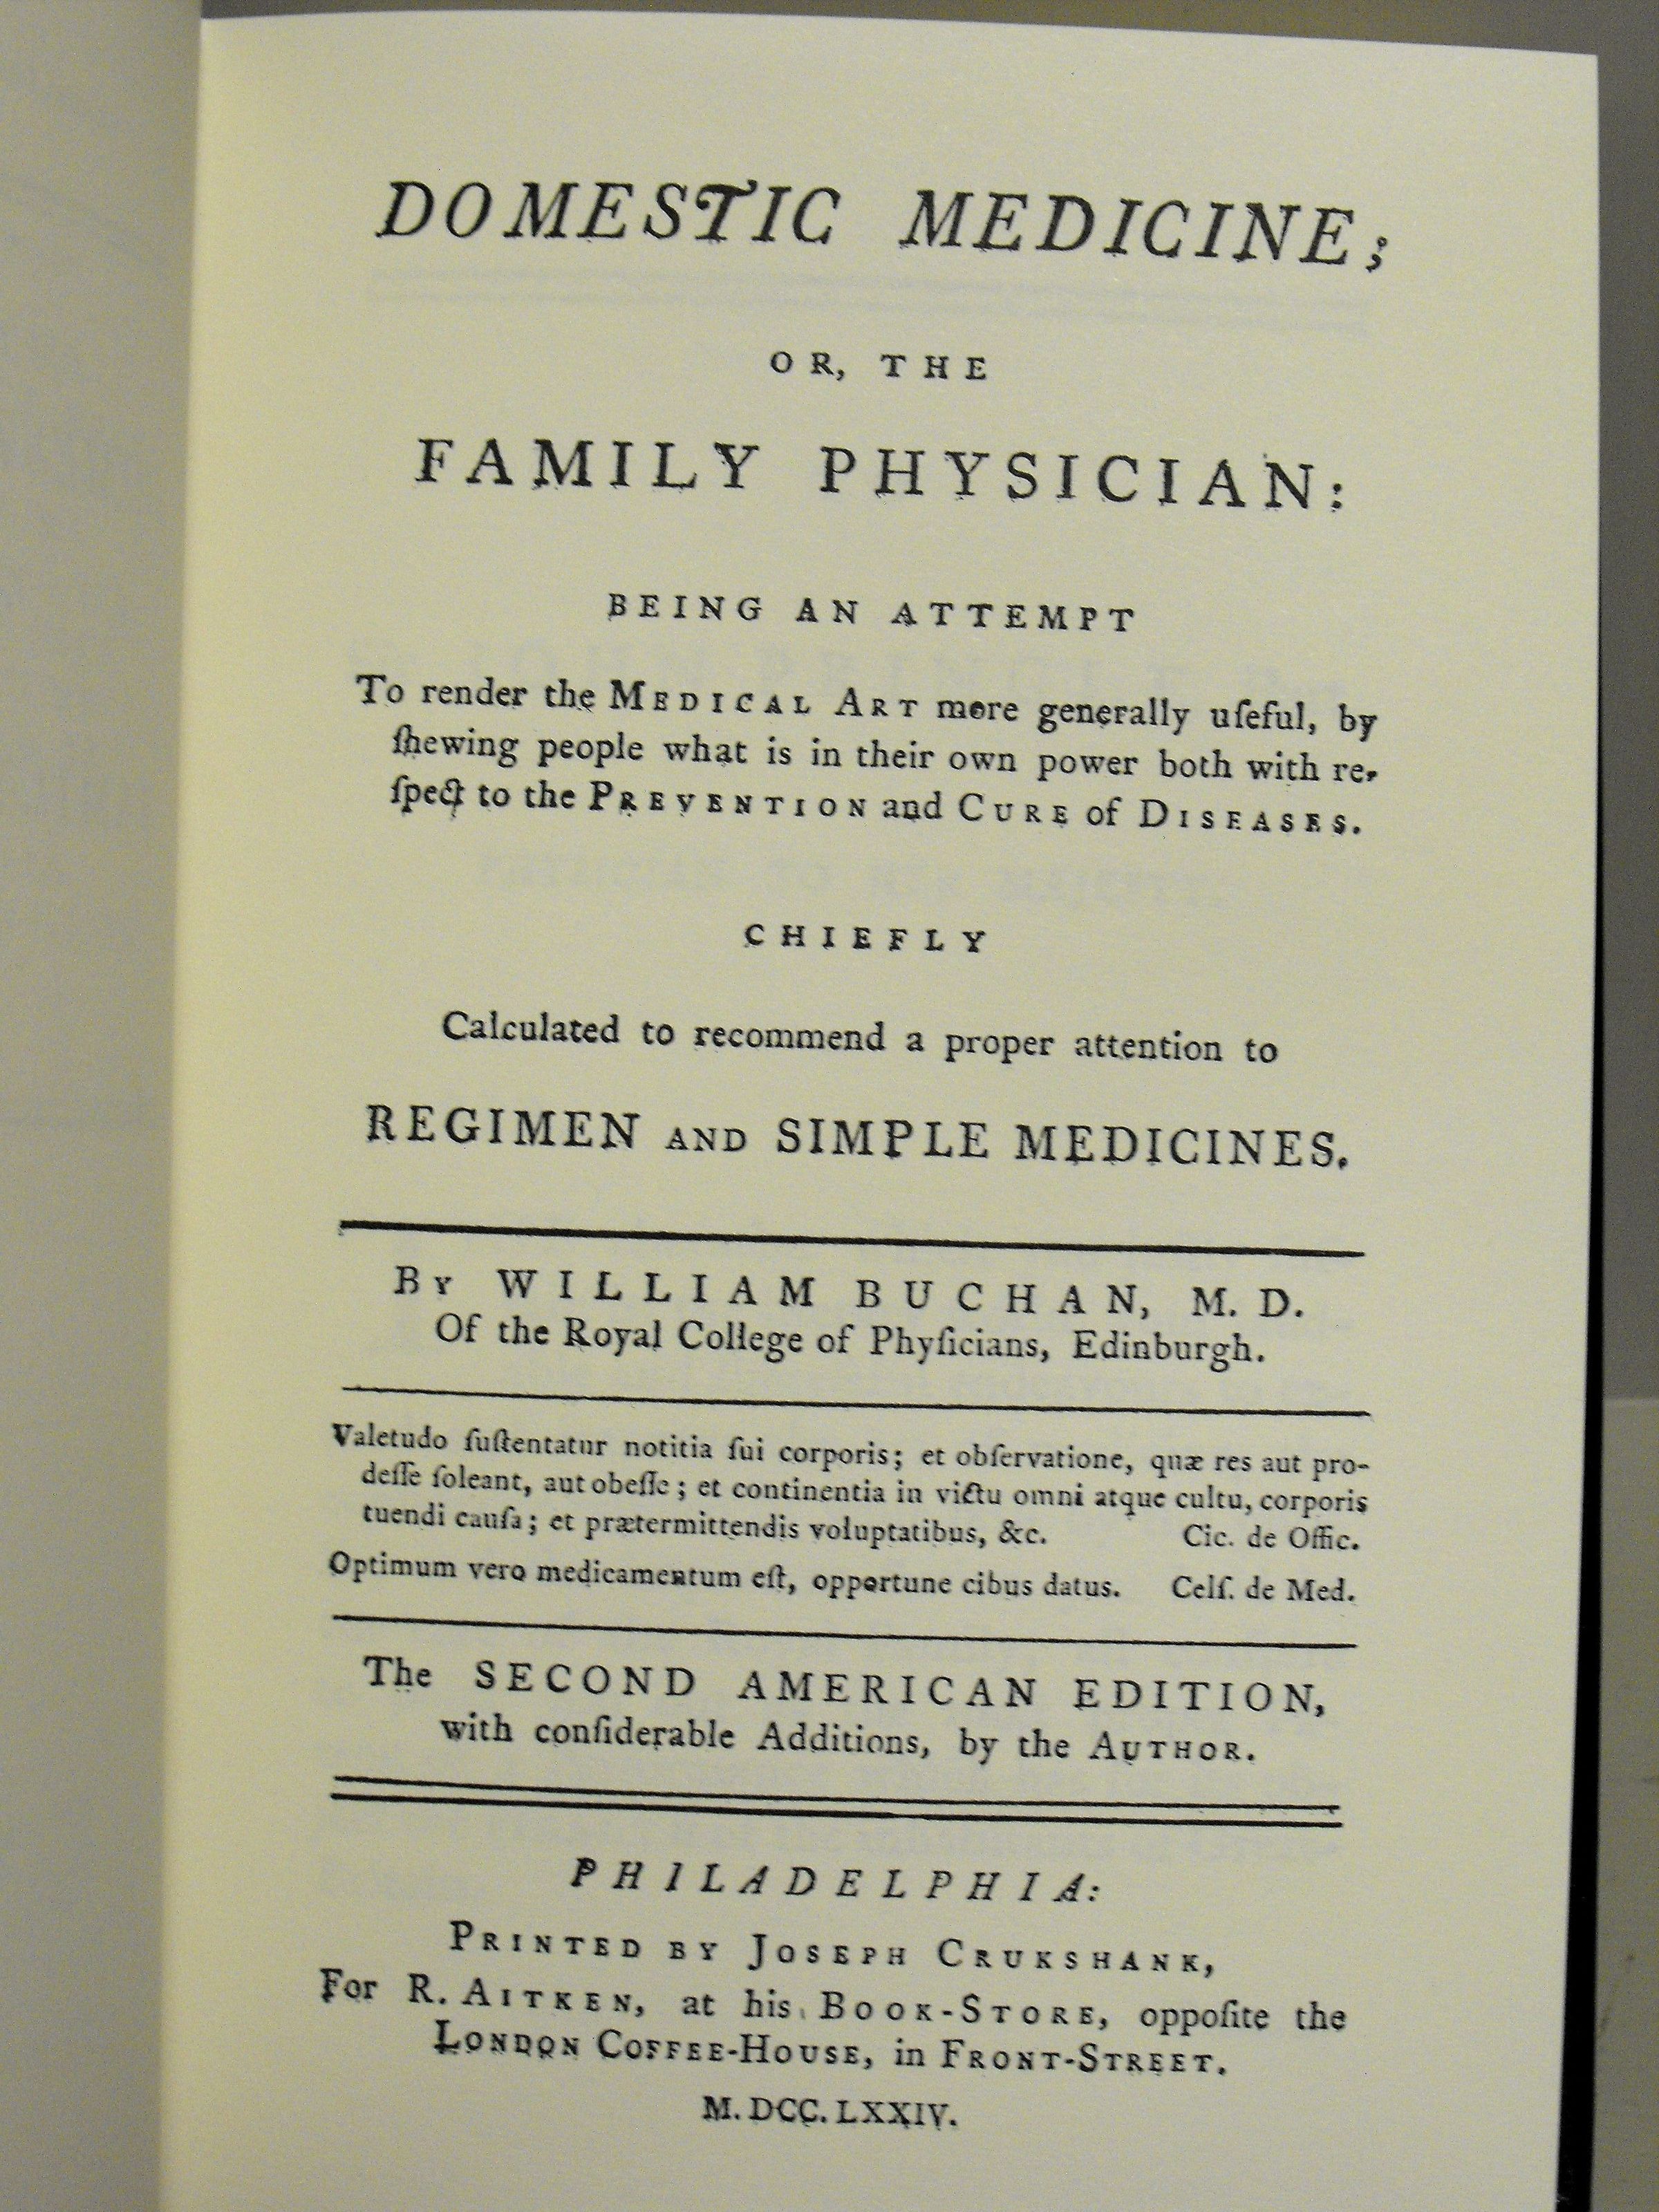 DOMESTIC MEDICINE;
OR, THE
FAMILY PHYSICIAN:
BEING AN ATTEMPT
To render the MEDICAL ART more generally uſeful, by
ſhewing people what is in their own power both with re-
ſpect to the PREVENTION and CURE of DISEASES.
CHIEFLY
Calculated to recommend a proper attention to
REGIMEN AND SIMPLE MEDICINES.
By WILLIAM BUCHAN, M. D.
Of the Royal College of Phyſicians, Edinburgh.
Valetudo ſuſtentatur notitia ſui corporis; et obſervatione, quæ res aut pro-
deſſe ſoleant, aut obeſſe; et continentia in victu omni atque cultu, corporis
tuendi cauſa; et prætermittendis voluptatibus, &c. Cic. de Offic.
Optimum vero medicamentum eſt, opportune cibus datus. Celſ. de Med.
The SECOND AMERICAN EDITION,
with conſiderable Additions, by the AUTHOR.
PHILADELPHIA:
PRINTED BY JOSEPH CRUKSHANK,
For R. AITKEN, at his BOOK-STORE, oppoſite the
LONDON COFFEE-HOUSE, in FRONT-STREET.
M. DCC. LXXIV.